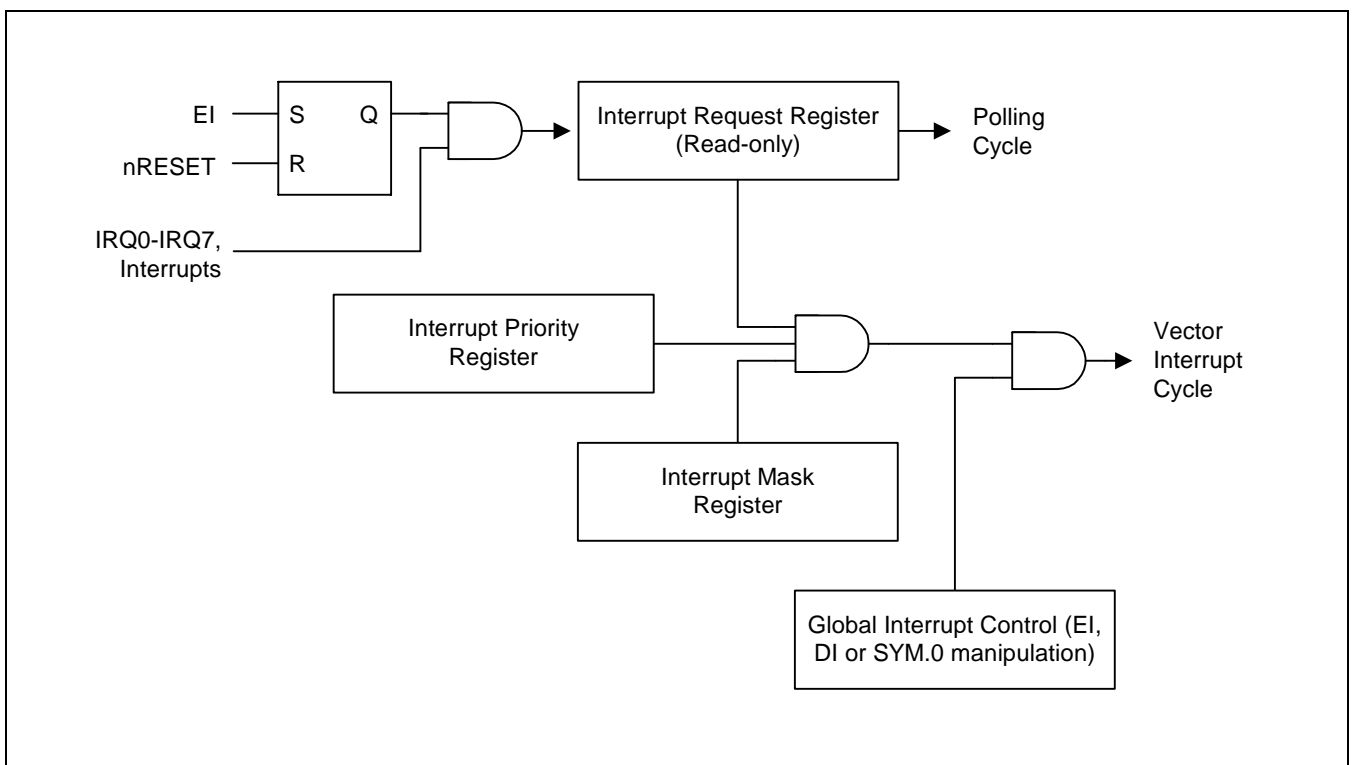 EI
S
Q
nRESET
R
IRQ0-IRQ7,
Interrupts
Interrupt Request Register
(Read-only)
Polling
Cycle
Interrupt Priority
Register
Vector
Interrupt
Cycle
Interrupt Mask
Register
Global Interrupt Control (EI,
DI or SYM.0 manipulation)